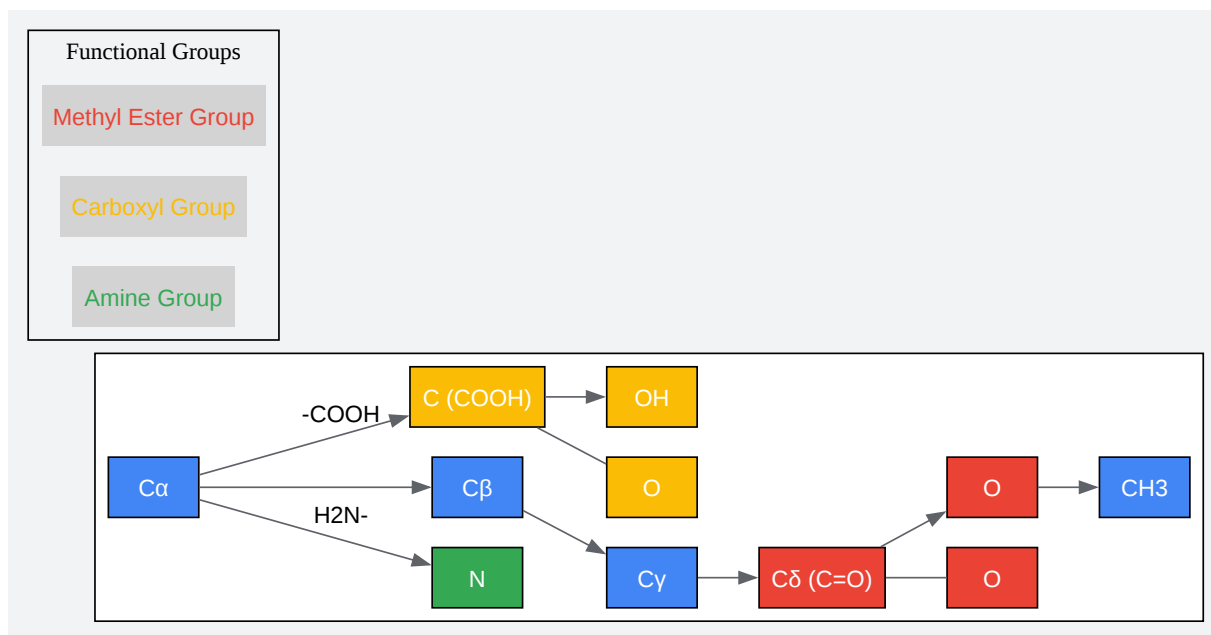 Functional Groups
Methyl Ester Group
Carboxyl Group
Amine Group
C (COOH)
OH
-COOH
Cα
Cβ
O
O
CH3
H2N-
N
Cγ
Cδ (C=O)
O